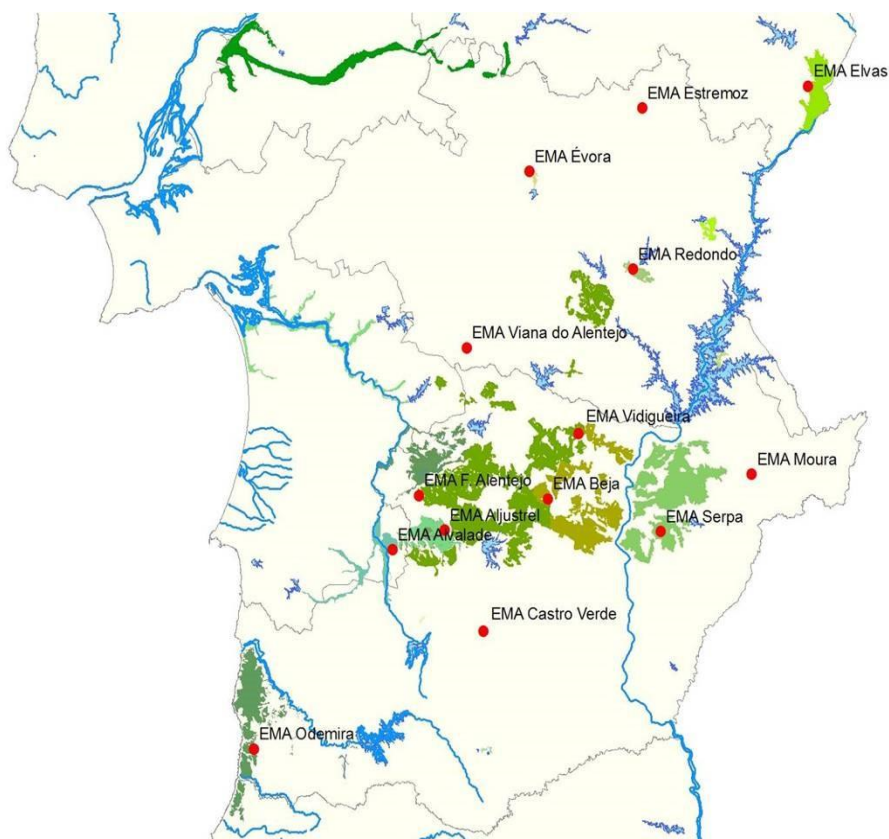 EMA Elvas
EMA Estremoz
EMA Évora
EMA Redondo
EMA Viana do Alentejo
EMA Vidigueira
EMA Moura
EMA F. Alentejo
EMA Beja
EMA Aljustrel
EMA Serpa
EMA Alvalade
EMA Castro Verde
EMA Odemira